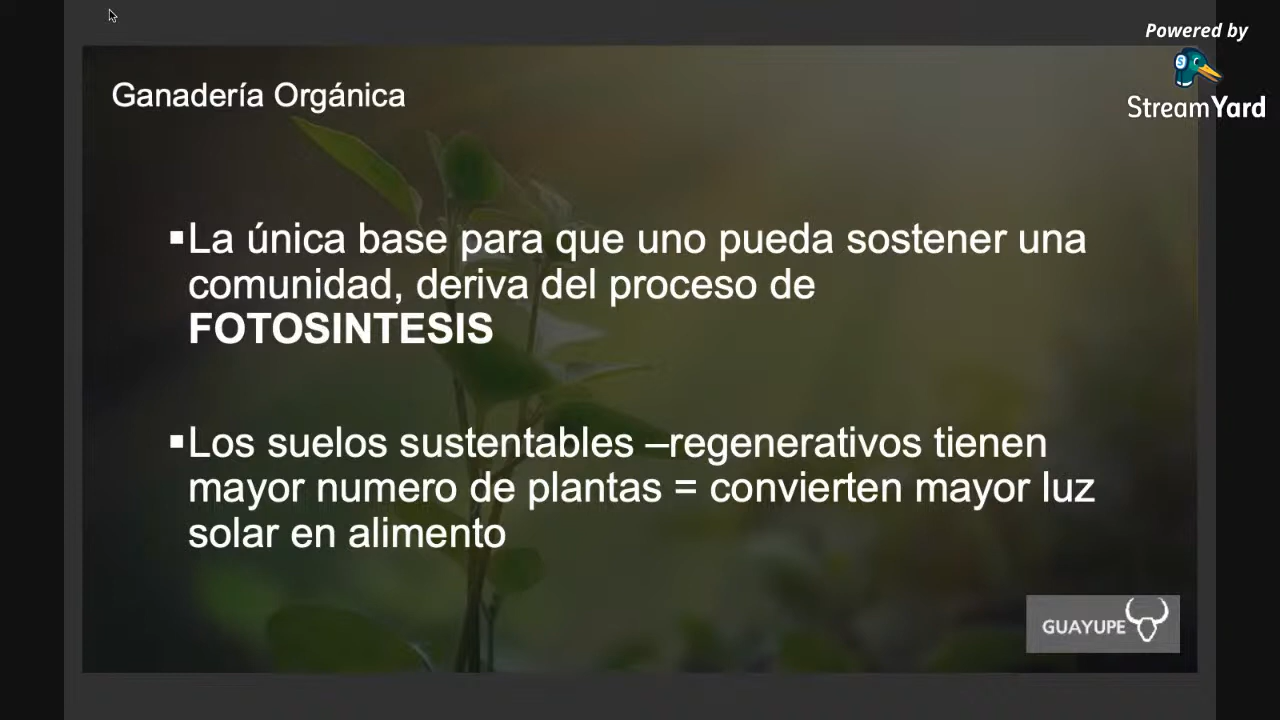 Powered by
StreamYard
Ganadería Orgánica
▪La única base para que uno pueda sostener una
comunidad, deriva del proceso de
FOTOSINTESIS
▪Los suelos sustentables –regenerativos tienen
mayor numero de plantas = convierten mayor luz
solar en alimento
GUAYUPE